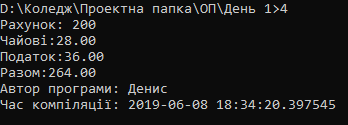 D:\Коледж\Проектна папка\ОП\День 1>4
Рахунок: 200
Чайові:28.00
Податок:36.00
Разом:264.00
Автор програми: Денис
Час компіляції: 2019-06-08 18:34:20.397545